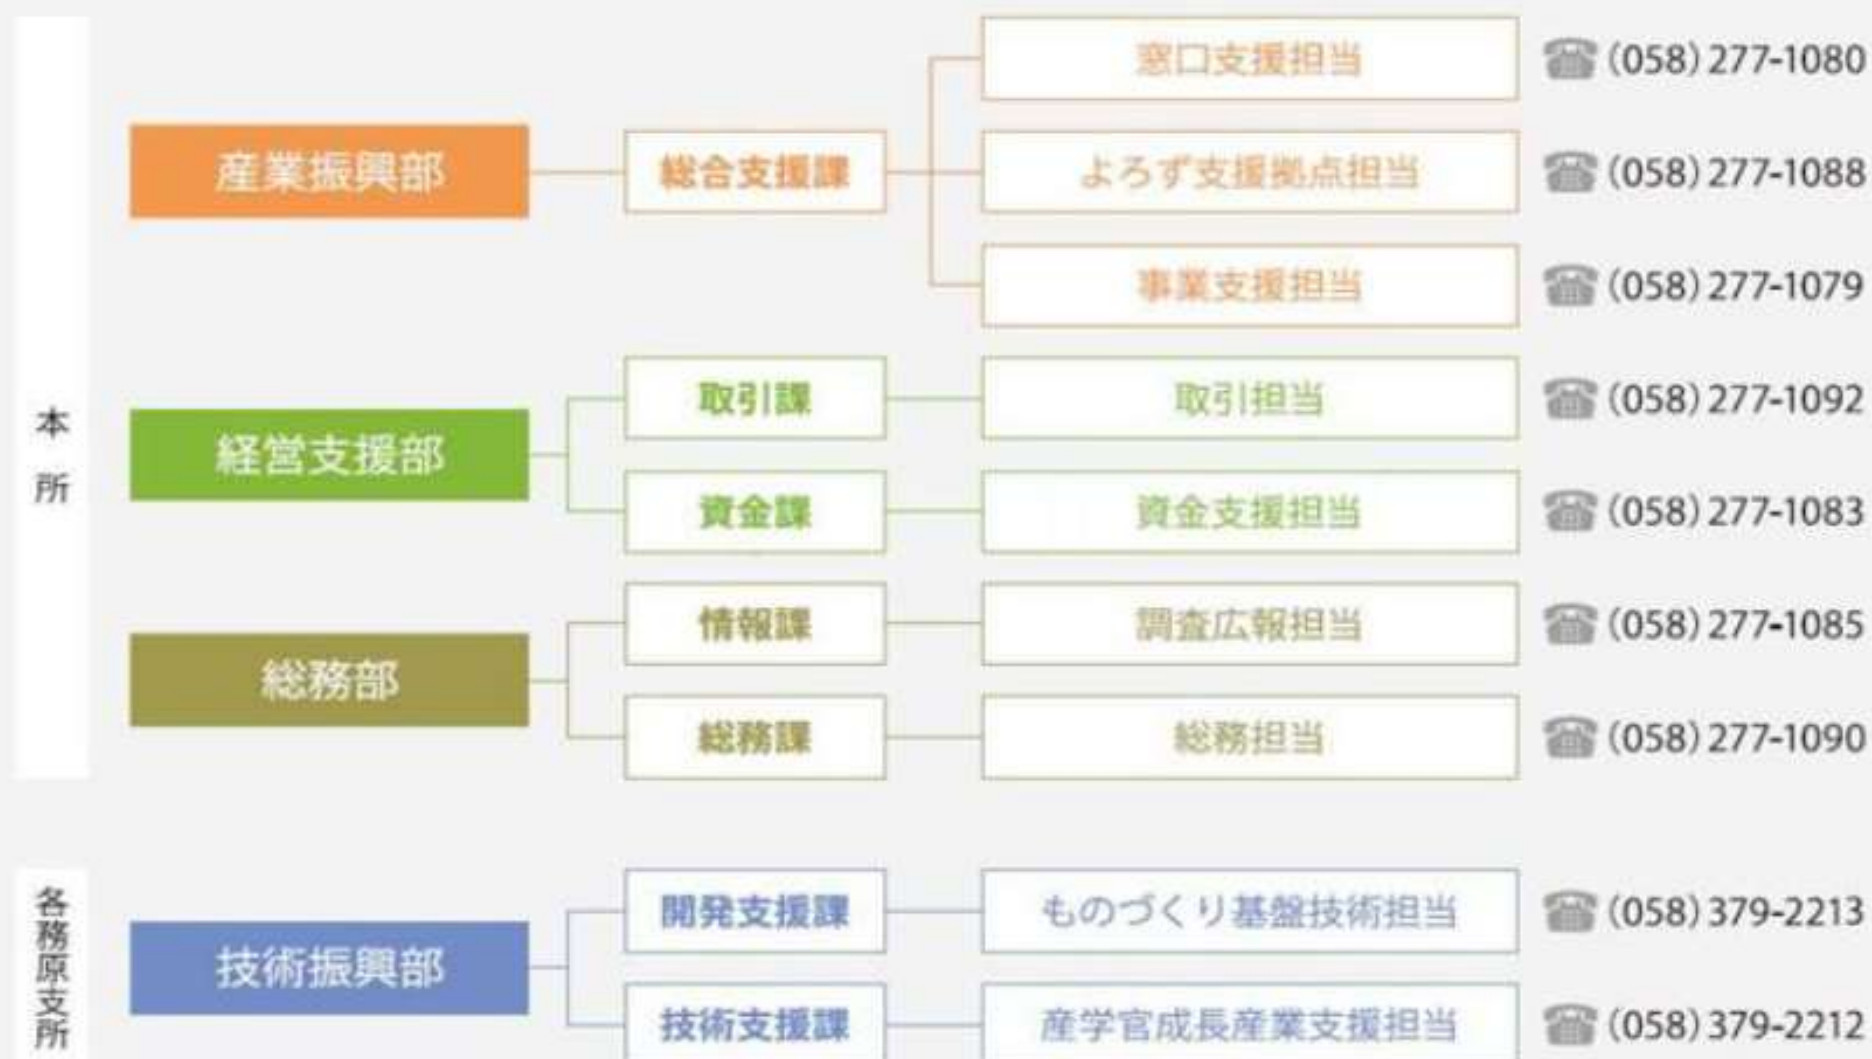 本所
産業振興部
総合支援課
窓口支援担当
(058)277-1080
よろず支援拠点担当
(058)277-1088
事業支援担当
(058)277-1079
経営支援部
取引課
取引担当
(058)277-1092
資金課
資金支援担当
(058)277-1083
総務部
情報課
調査広報担当
(058)277-1085
総務課
総務担当
(058)277-1090
各務原支所
技術振興部
開発支援課
ものづくり基盤技術担当
(058)379-2213
技術支援課
産学官成長産業支援担当
(058)379-2212